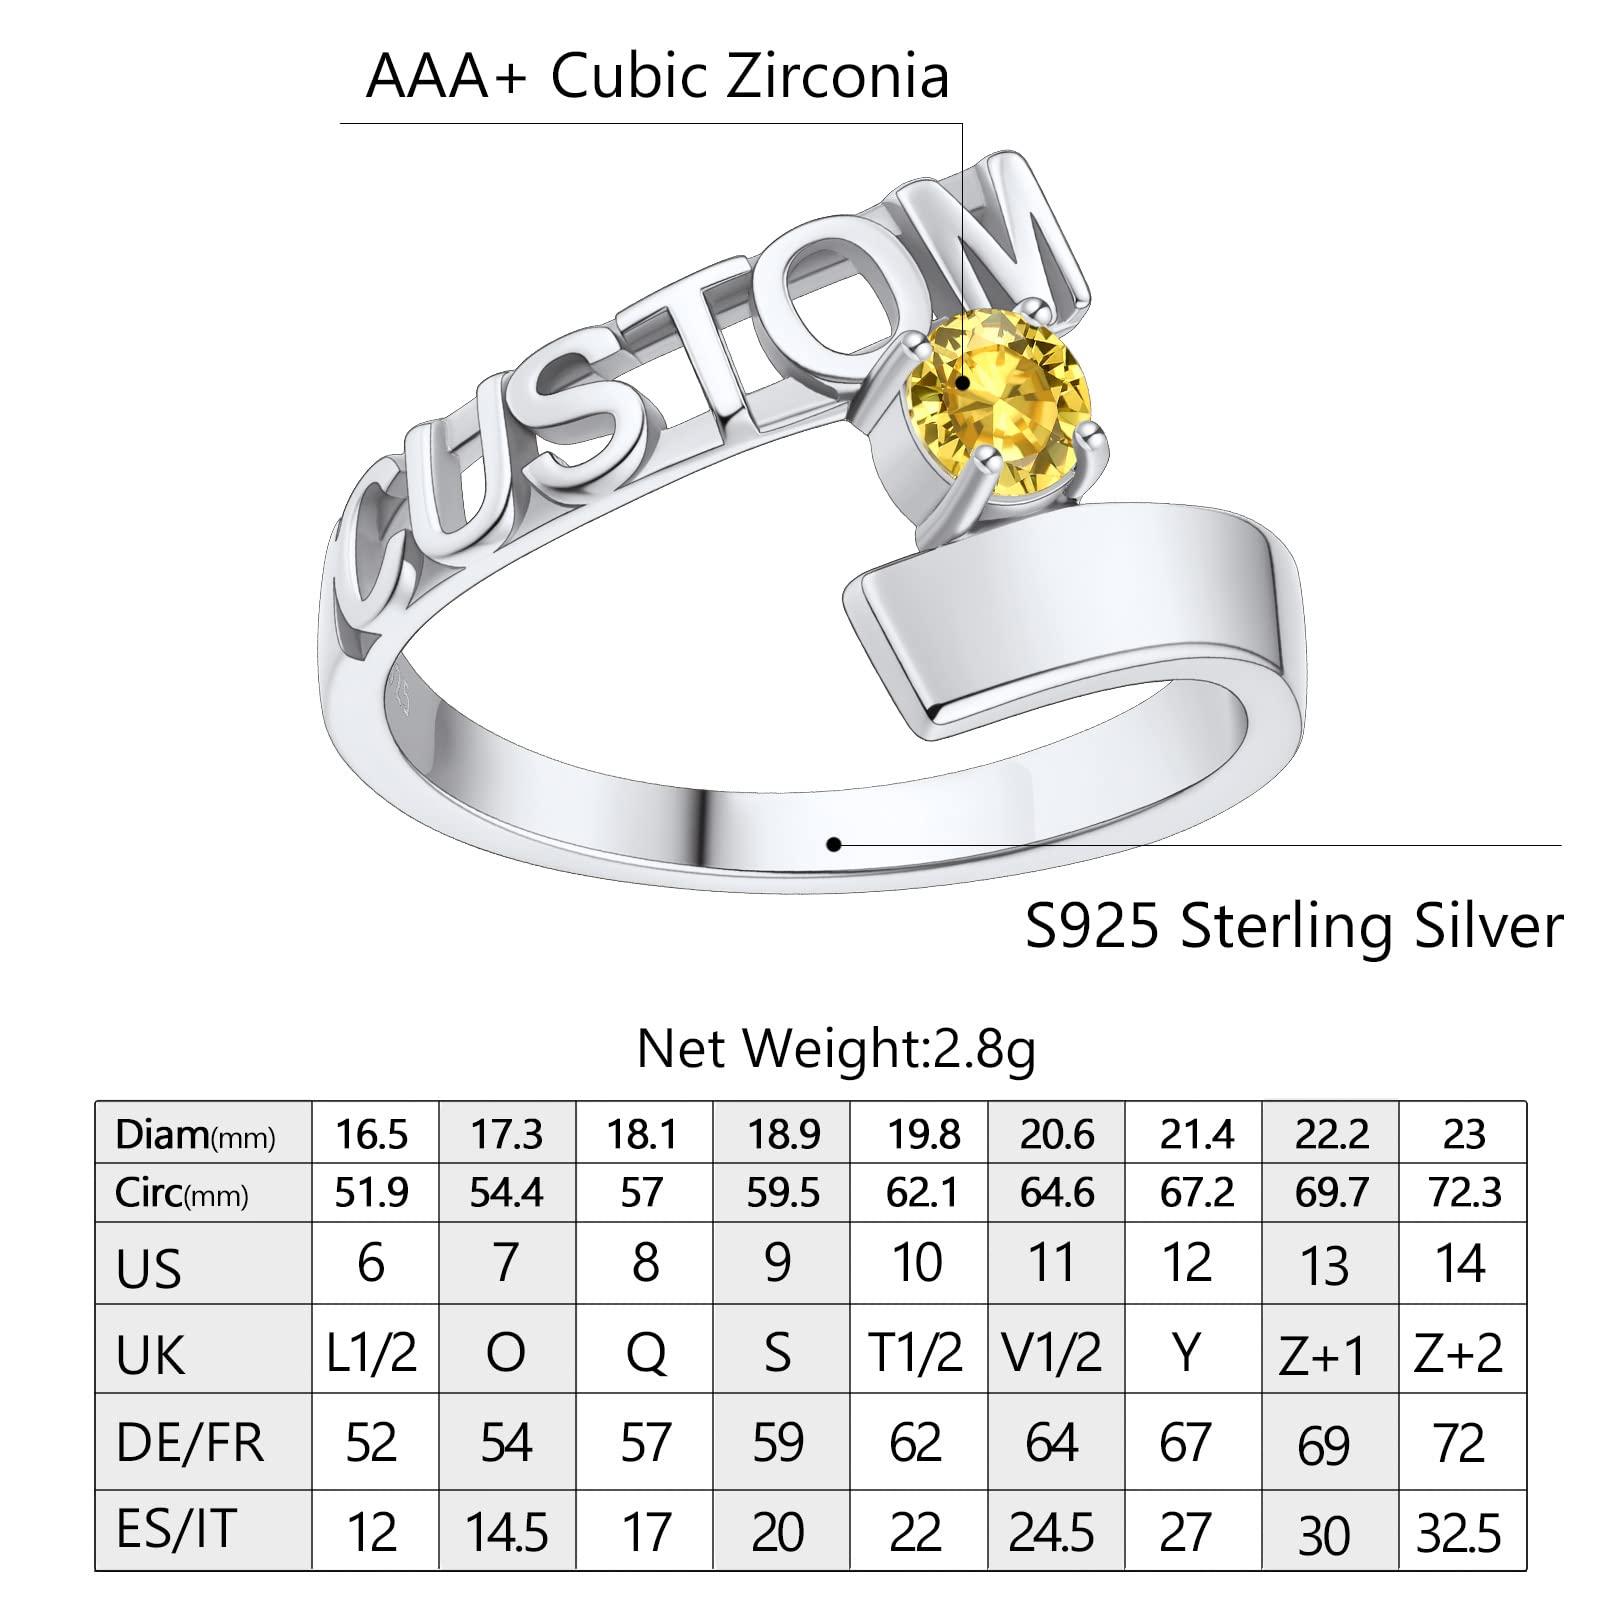 AAA+ Cubic Zirconia
CUSTOM
S925 Sterling Silver
Net Weight:2.8g
Diam(mm) 16.5 17.3 18.1 18.9 19.8 20.6 21.4 22.2 23
Circ(mm) 51.9 54.4 57 59.5 62.1 64.6 67.2 69.7 72.3
US 6 7 8 9 10 11 12 13 14
UK L1/2 O Q S T1/2 V1/2 Y Z+1 Z+2
DE/FR 52 54 57 59 62 64 67 69 72
ES/IT 12 14.5 17 20 22 24.5 27 30 32.5